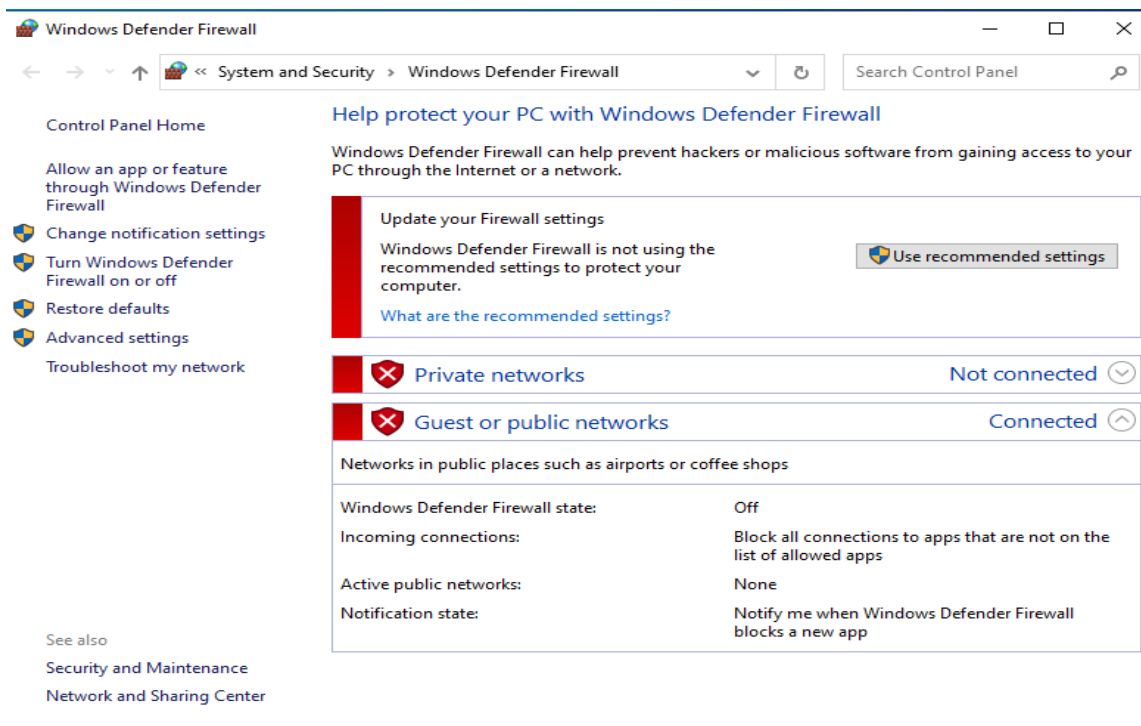 Windows Defender Firewall
« System and Security > Windows Defender Firewall
Search Control Panel
Control Panel Home
Allow an app or feature
through Windows Defender
Firewall
Change notification settings
Turn Windows Defender
Firewall on or off
Restore defaults
Advanced settings
Troubleshoot my network
See also
Security and Maintenance
Network and Sharing Center
Help protect your PC with Windows Defender Firewall
Windows Defender Firewall can help prevent hackers or malicious software from gaining access to your
PC through the Internet or a network.
Update your Firewall settings
Windows Defender Firewall is not using the
recommended settings to protect your
computer.
What are the recommended settings?
Use recommended settings
Private networks Not connected
Guest or public networks Connected
Networks in public places such as airports or coffee shops
Windows Defender Firewall state: Off
Incoming connections: Block all connections to apps that are not on the
list of allowed apps
Active public networks: None
Notification state: Notify me when Windows Defender Firewall
blocks a new app